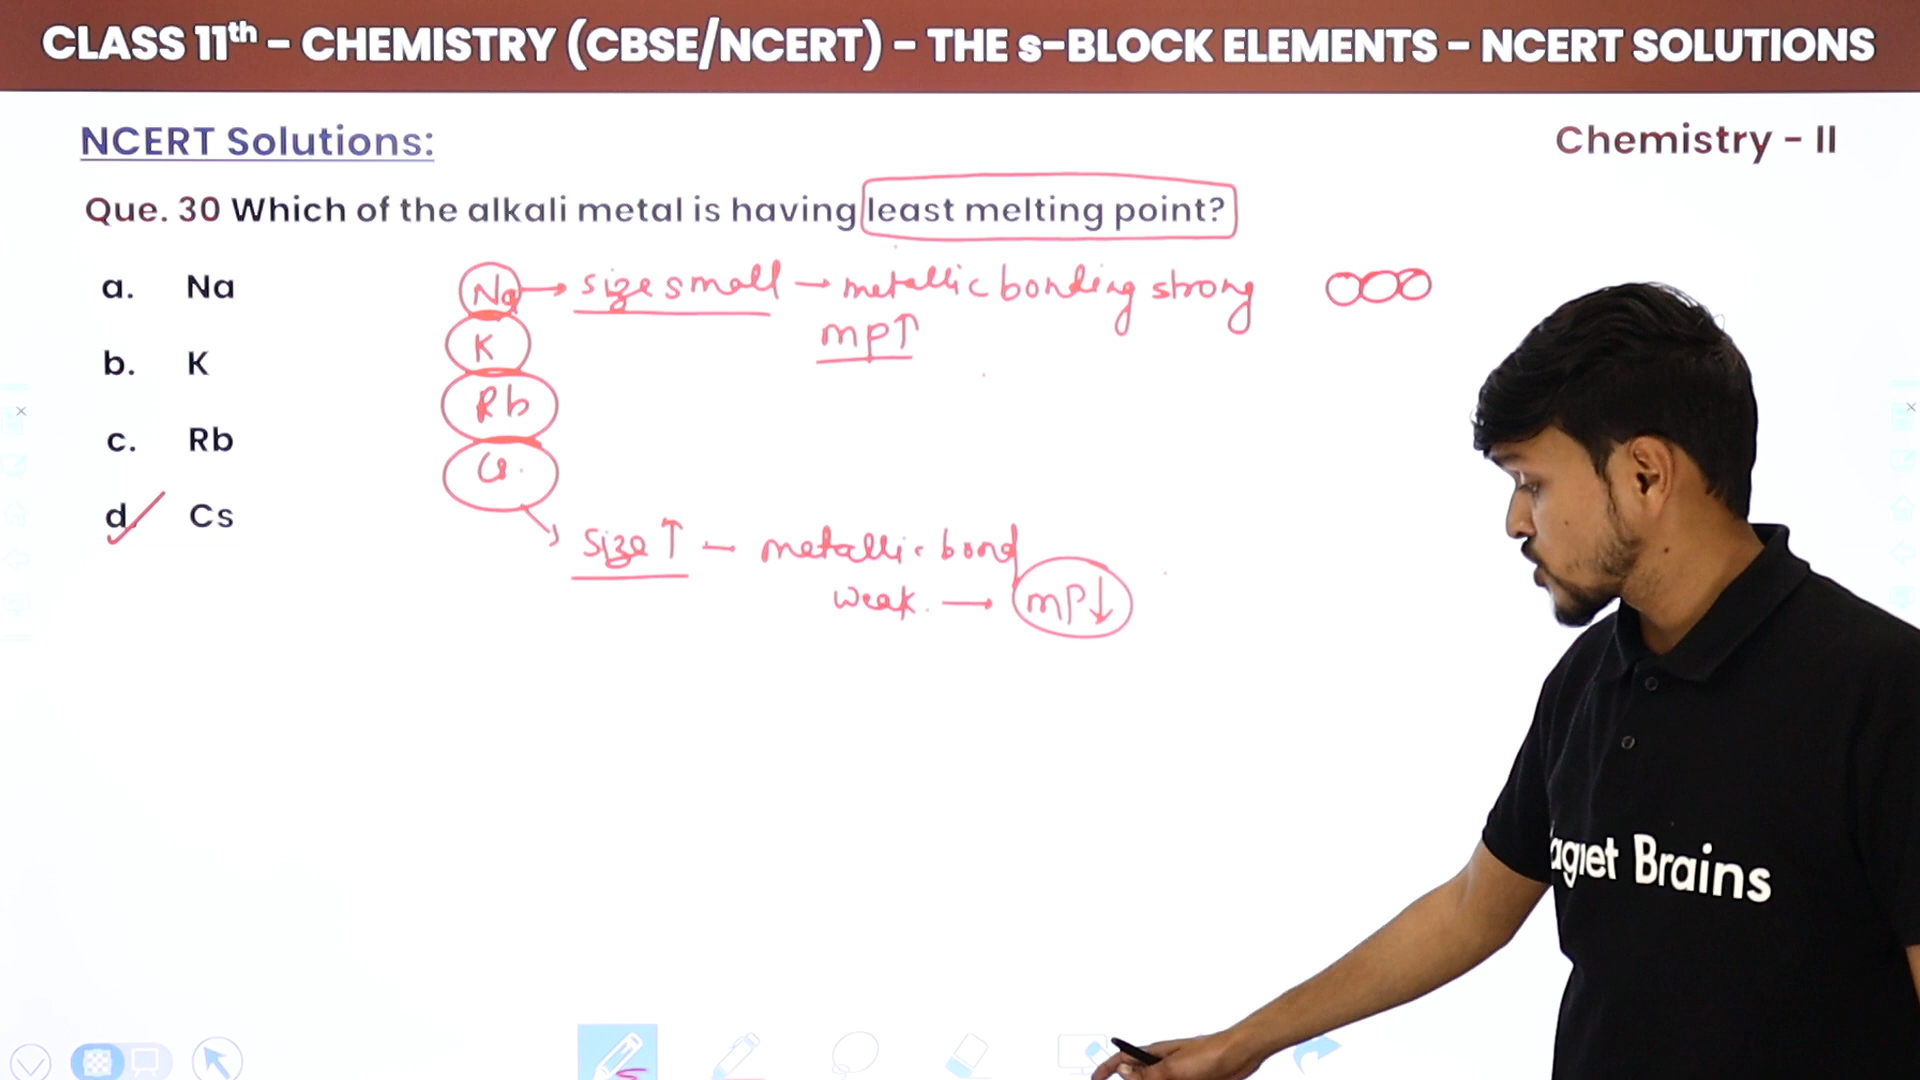 CLASS 11th - CHEMISTRY (CBSE/NCERT) - THE s-BLOCK ELEMENTS - NCERT SOLUTIONS
NCERT Solutions:
Chemistry - II
Que. 30 Which of the alkali metal is having least melting point?
a. Na
b. K
c. Rb
d. Cs
Na → size small → metallic bonding strong
mp↑
K
Rb
Cs
size ↑ – metallic bond
weak. → mp↓
agnet Brains